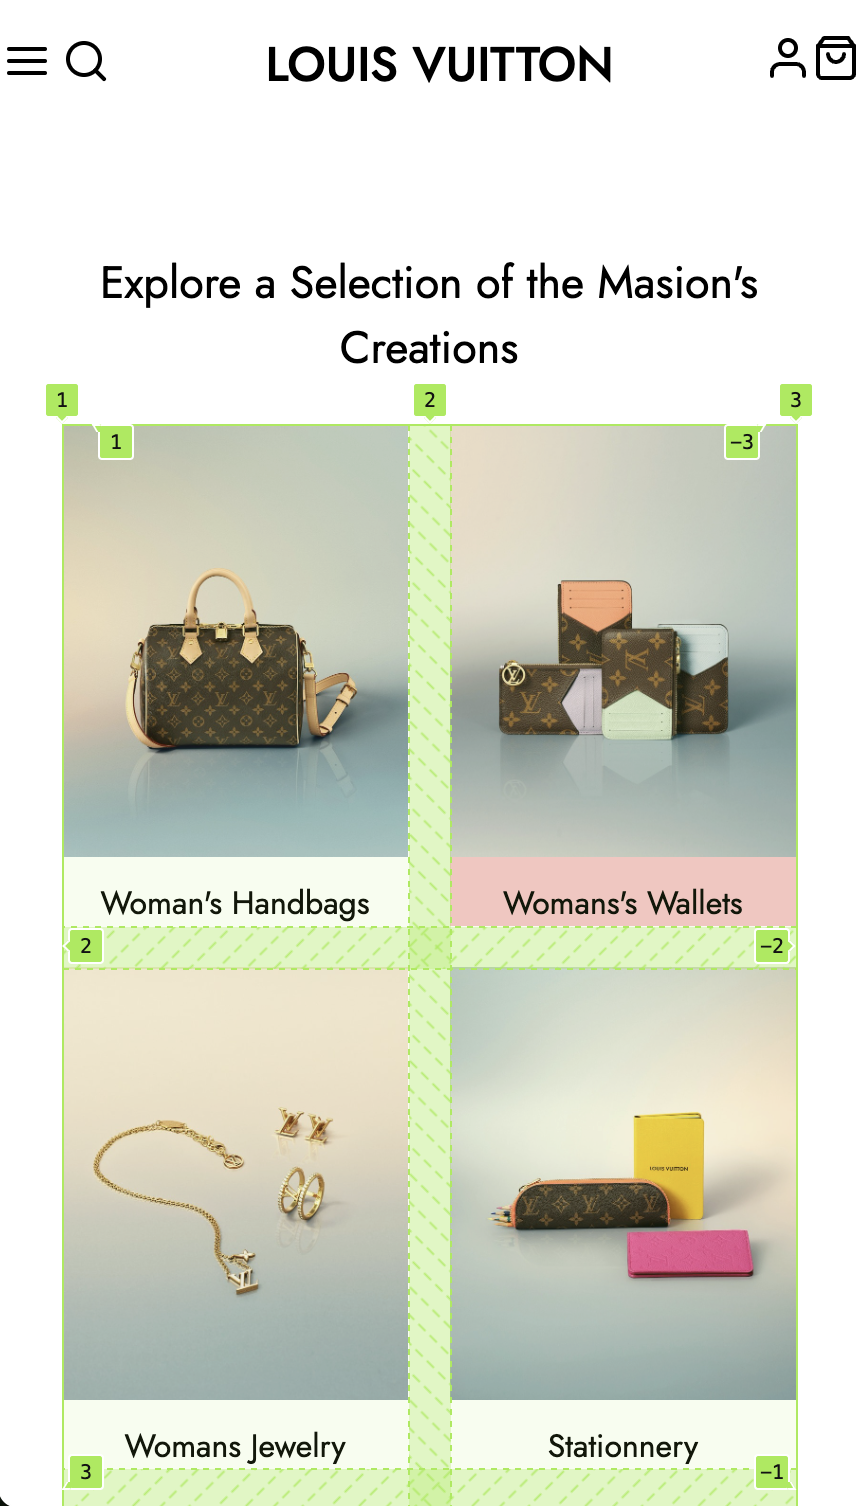 LOUIS VUITTON
Explore a Selection of the Masion's
Creations
1 2 3
1 –3
Woman's Handbags Womans's Wallets
2 –2
LOUIS VUITTON
Womans Jewelry Stationnery
3 –1